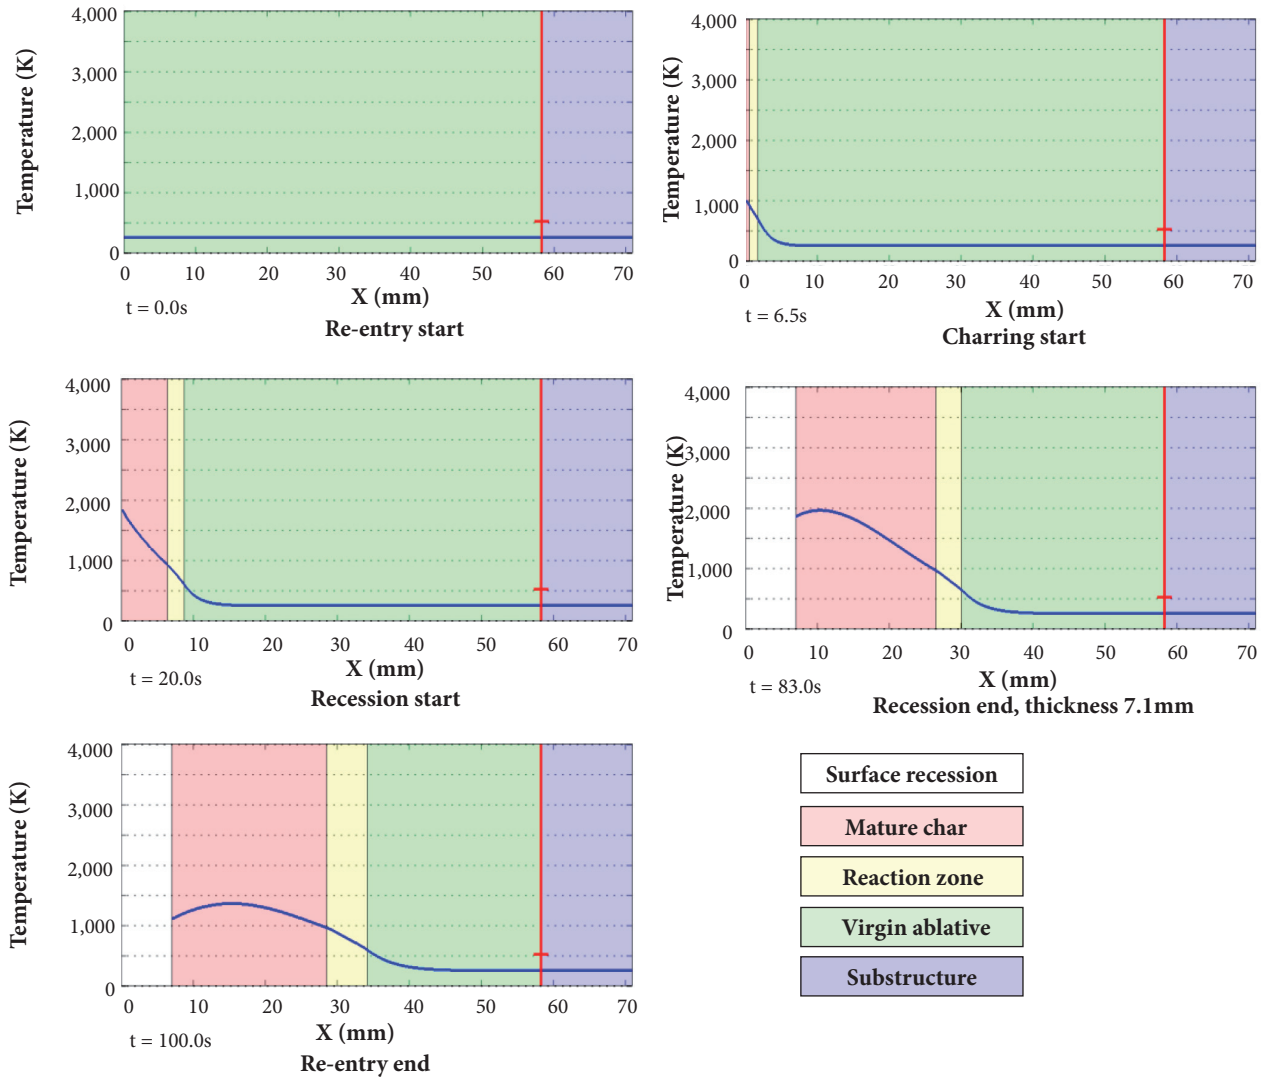 4,000
3,000
2,000
1,000
0
Temperature (K)
0 10 20 30 40 50 60 70
X (mm)
t = 0.0s
Re-entry start
4,000
3,000
2,000
1,000
0
Temperature (K)
0 10 20 30 40 50 60 70
X (mm)
t = 6.5s
Charring start
4,000
3,000
2,000
1,000
0
Temperature (K)
0 10 20 30 40 50 60 70
X (mm)
t = 20.0s
Recession start
4,000
3,000
2,000
1,000
0
Temperature (K)
0 10 20 30 40 50 60 70
X (mm)
t = 83.0s
Recession end, thickness 7.1mm
4,000
3,000
2,000
1,000
0
Temperature (K)
0 10 20 30 40 50 60 70
X (mm)
t = 100.0s
Re-entry end
Surface recession
Mature char
Reaction zone
Virgin ablative
Substructure